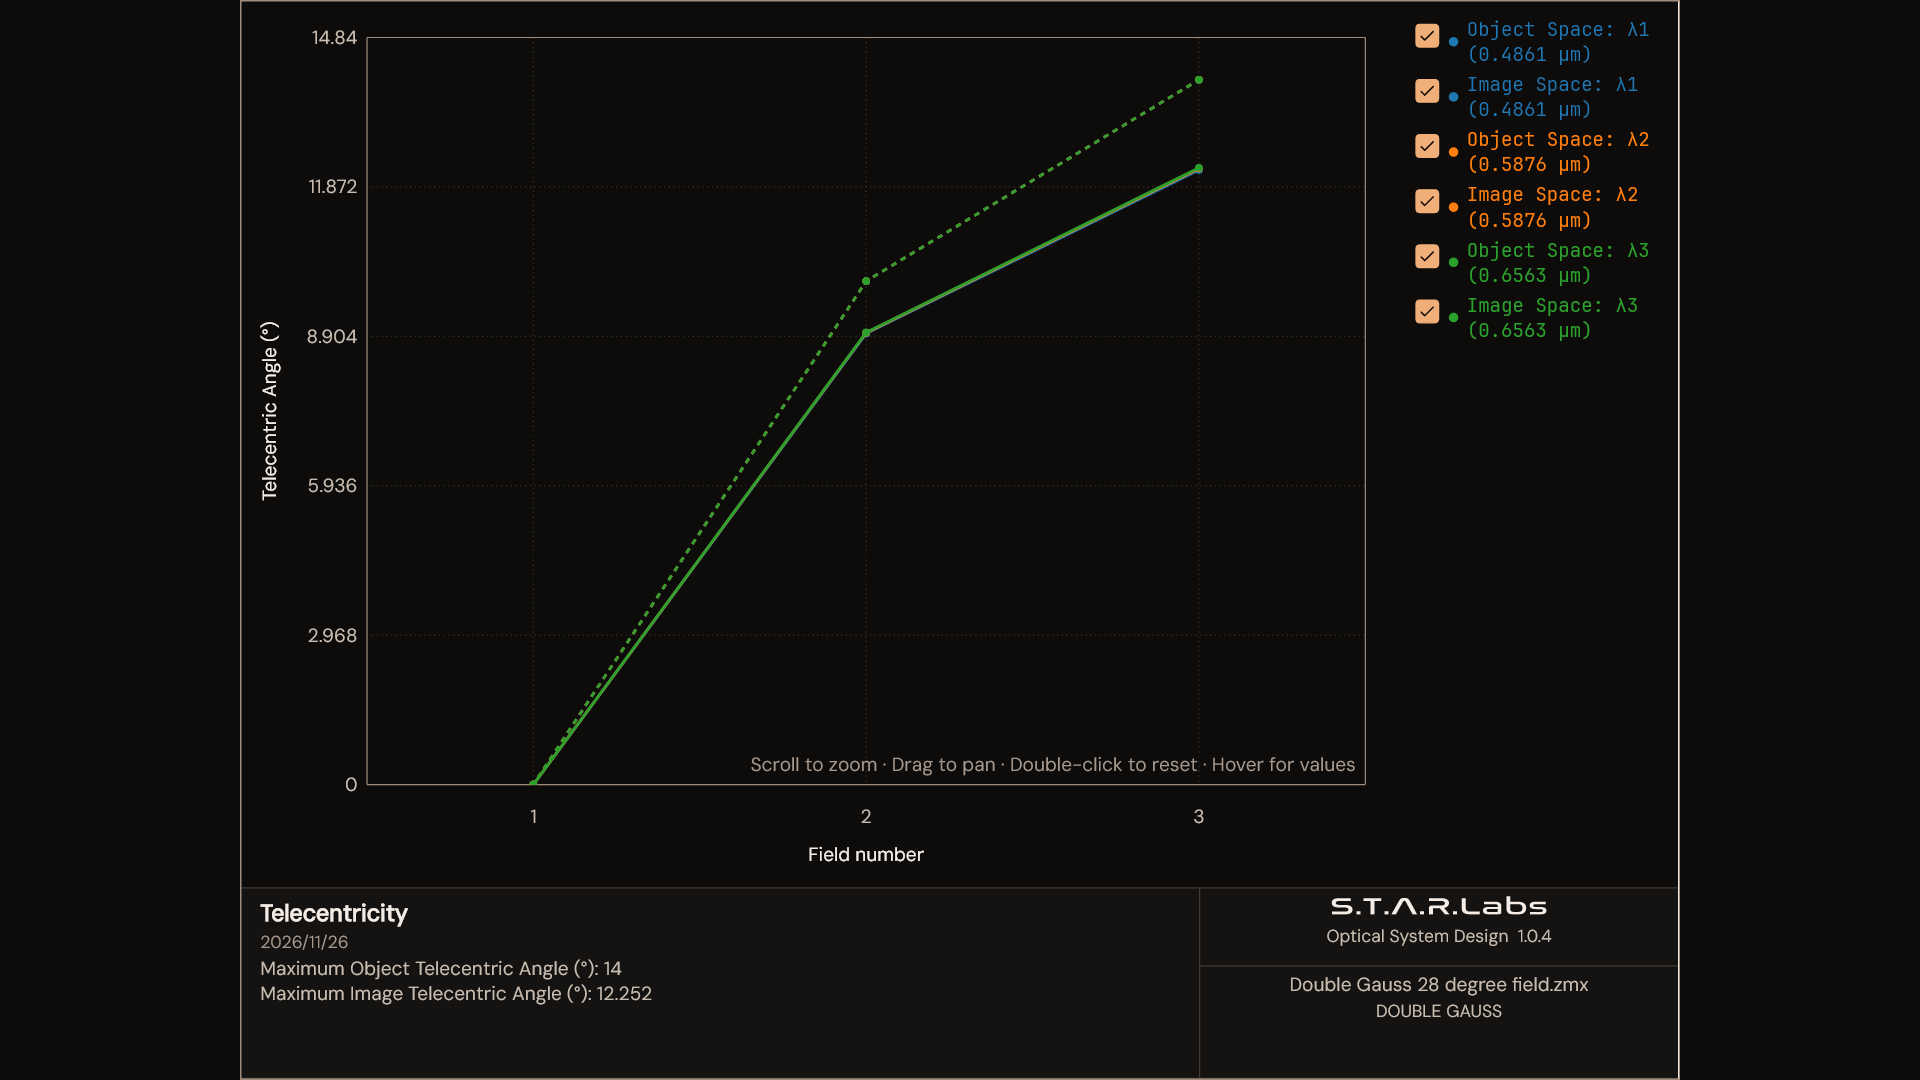 14.84
11.872
8.904
5.936
2.968
0
Telecentric Angle (°)
1
2
3
Field number
Scroll to zoom · Drag to pan · Double-click to reset · Hover for values
Object Space: λ1
(0.4861 µm)
Image Space: λ1
(0.4861 µm)
Object Space: λ2
(0.5876 µm)
Image Space: λ2
(0.5876 µm)
Object Space: λ3
(0.6563 µm)
Image Space: λ3
(0.6563 µm)
Telecentricity
2026/11/26
Maximum Object Telecentric Angle (°): 14
Maximum Image Telecentric Angle (°): 12.252
S.T.A.R.Labs
Optical System Design 1.0.4
Double Gauss 28 degree field.zmx
DOUBLE GAUSS